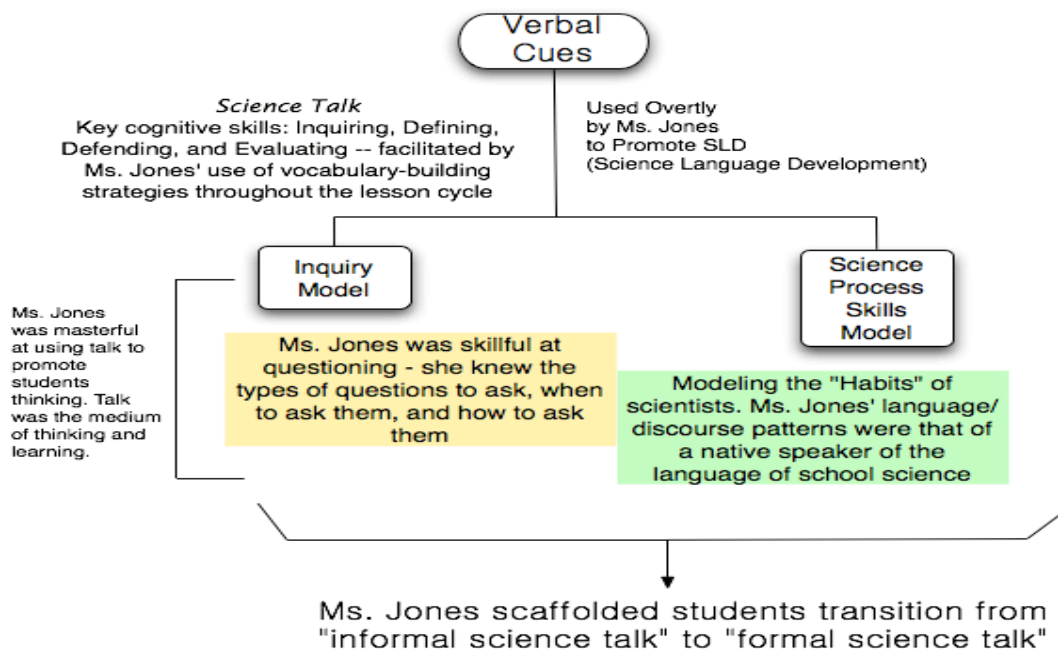 Verbal
Cues
Science Talk
Key cognitive skills: Inquiring, Defining,
Defending, and Evaluating -- facilitated by
Ms. Jones' use of vocabulary-building
strategies throughout the lesson cycle
Used Overtly
by Ms. Jones
to Promote SLD
(Science Language Development)
Inquiry
Model
Science
Process
Skills
Model
Ms. Jones
was masterful
at using talk to
promote
students
thinking. Talk
was the medium
of thinking and
learning.
Ms. Jones was skillful at
questioning - she knew the
types of questions to ask, when
to ask them, and how to ask
them
Modeling the "Habits" of
scientists. Ms. Jones' language/
discourse patterns were that of
a native speaker of the
language of school science
Ms. Jones scaffolded students transition from
"informal science talk" to "formal science talk"